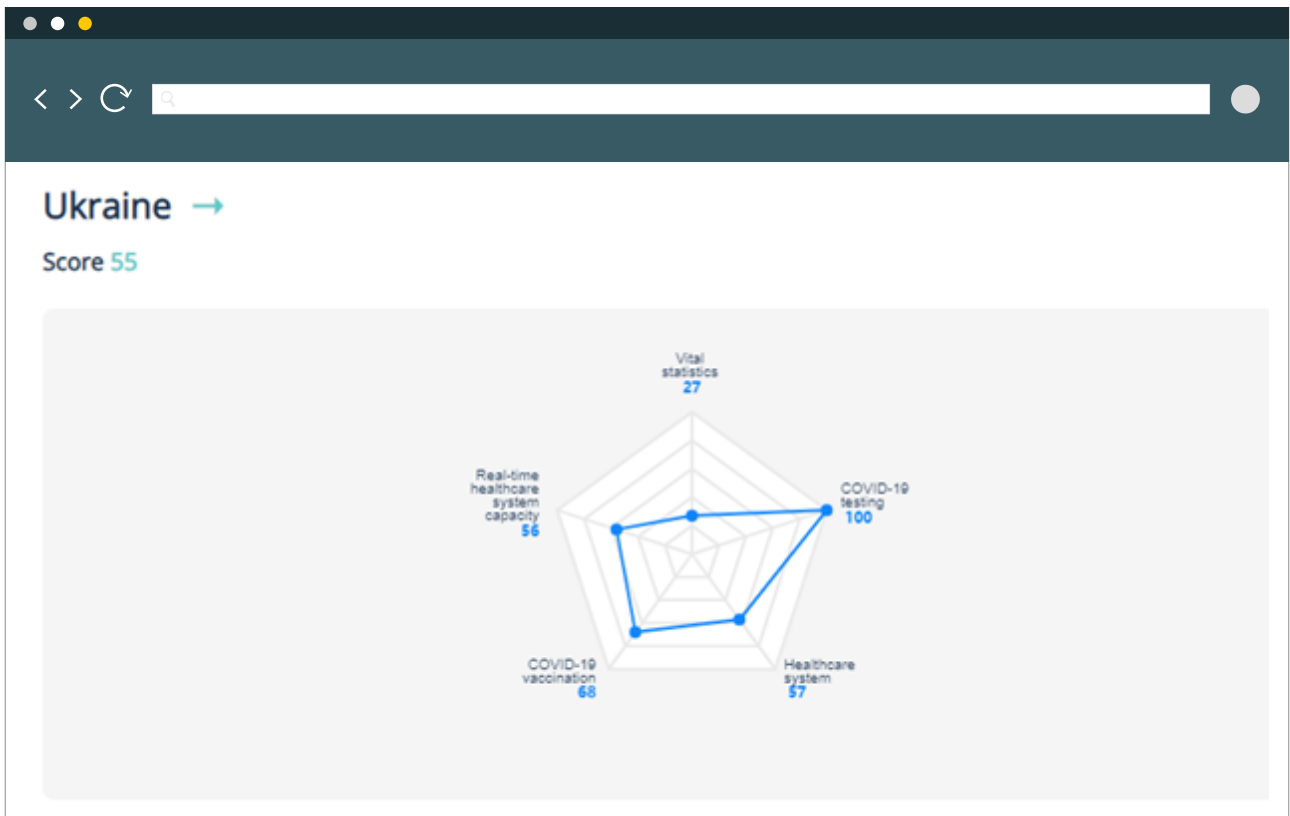 Ukraine →
Score 55
Vital
statistics
27
COVID-19
testing
100
Real-time
healthcare
system
capacity
56
COVID-19
vaccination
68
Healthcare
system
57